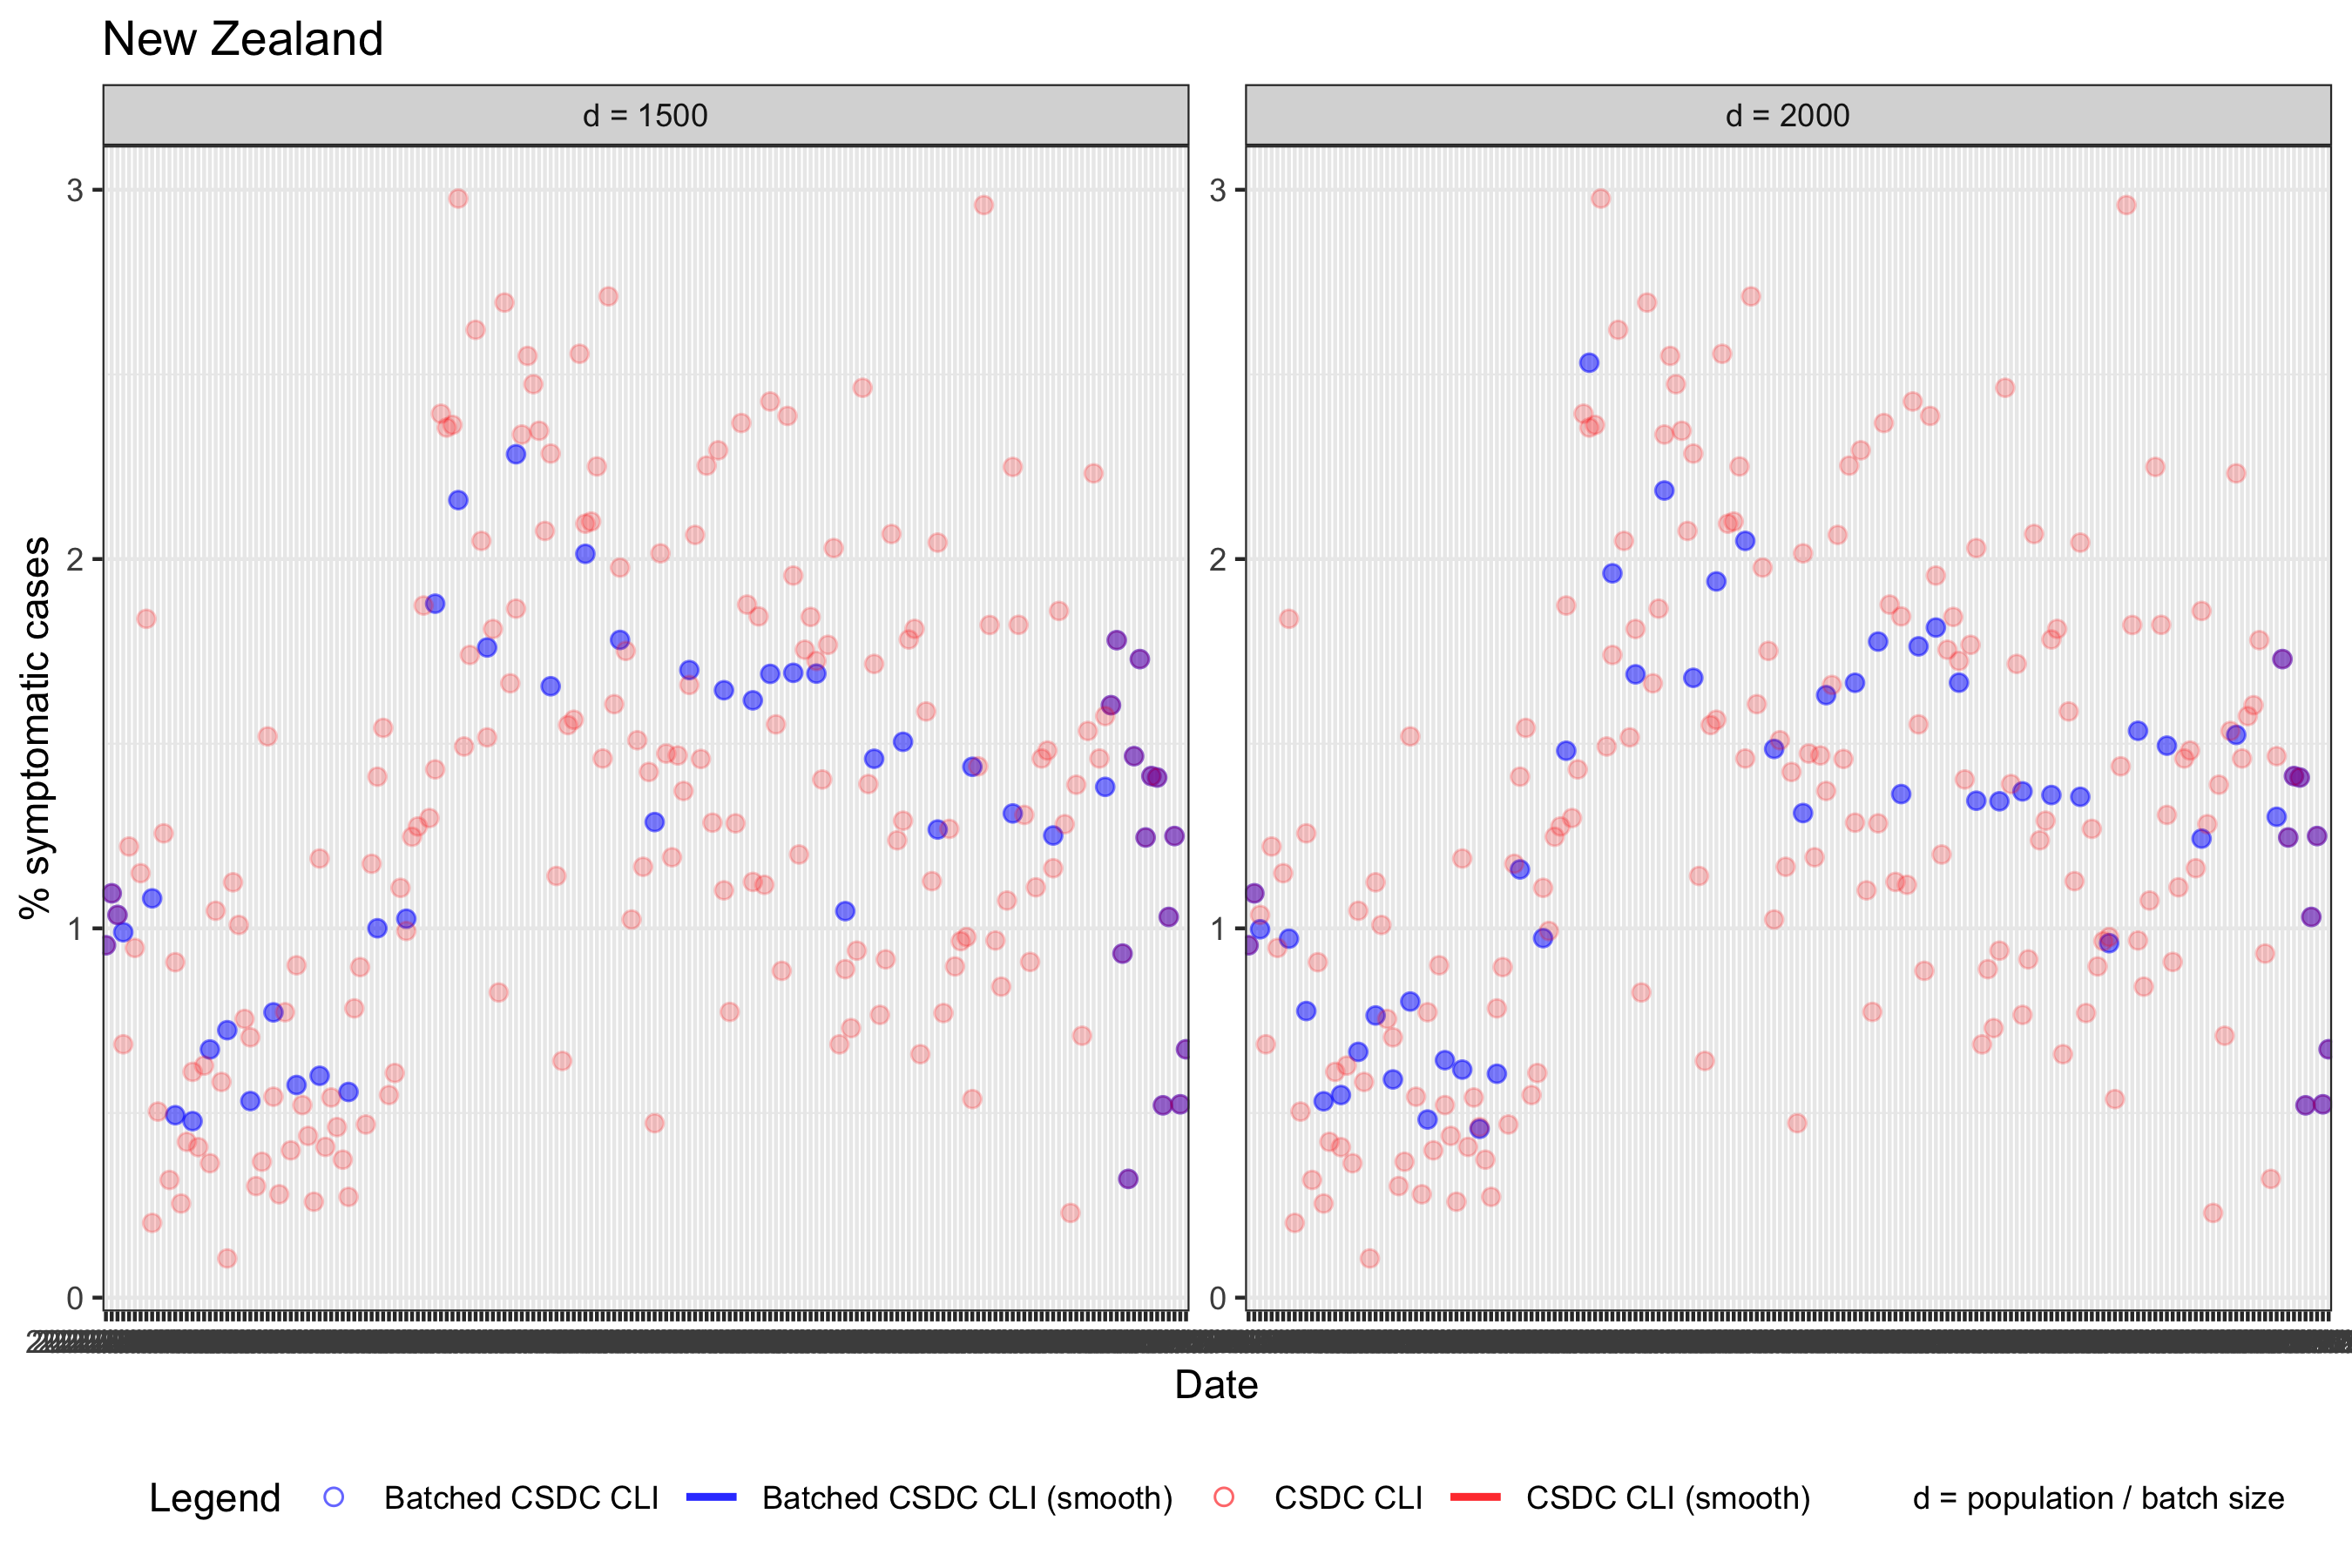 New Zealand
d = 1500
d = 2000
% symptomatic cases
3
2
1
0
3
2
1
0
Date
Legend
Batched CSDC CLI
Batched CSDC CLI (smooth)
CSDC CLI
CSDC CLI (smooth)
d = population / batch size